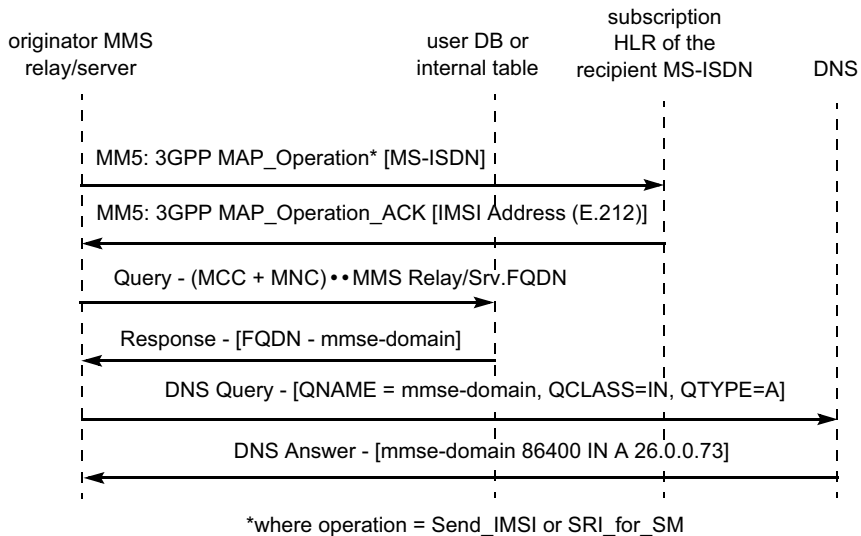 originator MMS
relay/server
user DB or
internal table
subscription
HLR of the
recipient MS-ISDN
DNS
MM5: 3GPP MAP_Operation* [MS-ISDN]
MM5: 3GPP MAP_Operation_ACK [IMSI Address (E.212)]
Query - (MCC + MNC)••MMS Relay/Srv.FQDN
Response - [FQDN - mmse-domain]
DNS Query - [QNAME = mmse-domain, QCLASS=IN, QTYPE=A]
DNS Answer - [mmse-domain 86400 IN A 26.0.0.73]
*where operation = Send_IMSI or SRI_for_SM